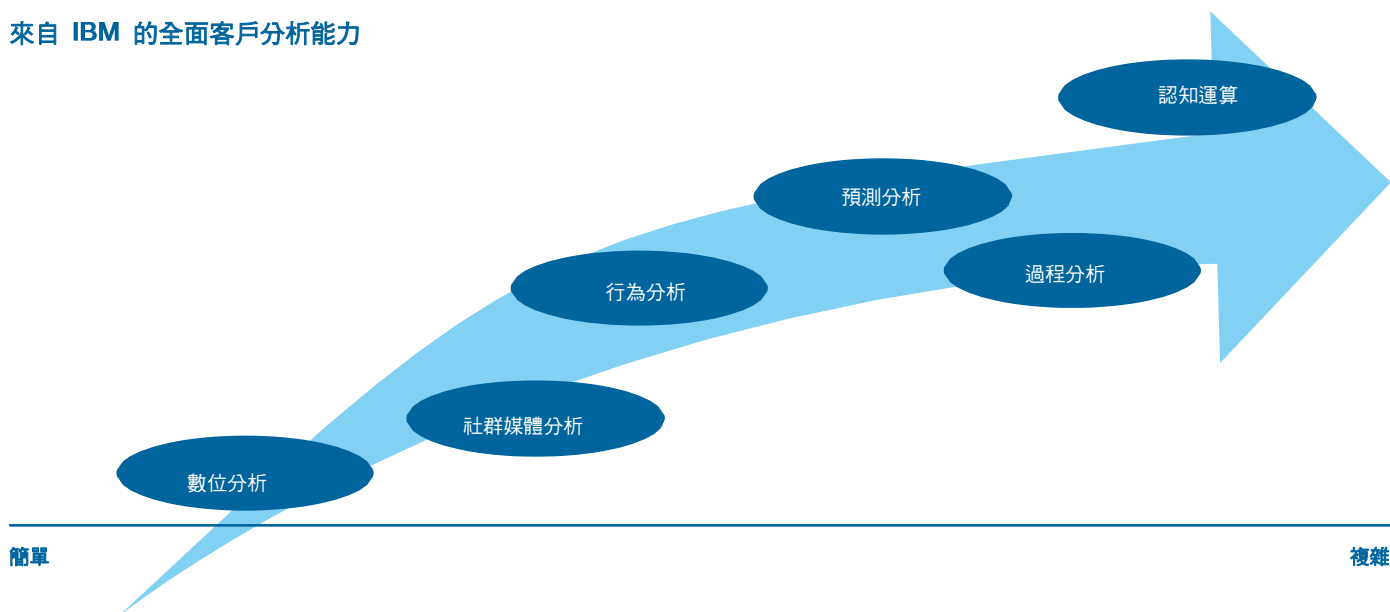 來自 IBM 的全面客戶分析能力
認知運算
預測分析
過程分析
行為分析
社群媒體分析
數位分析
簡單
複雜